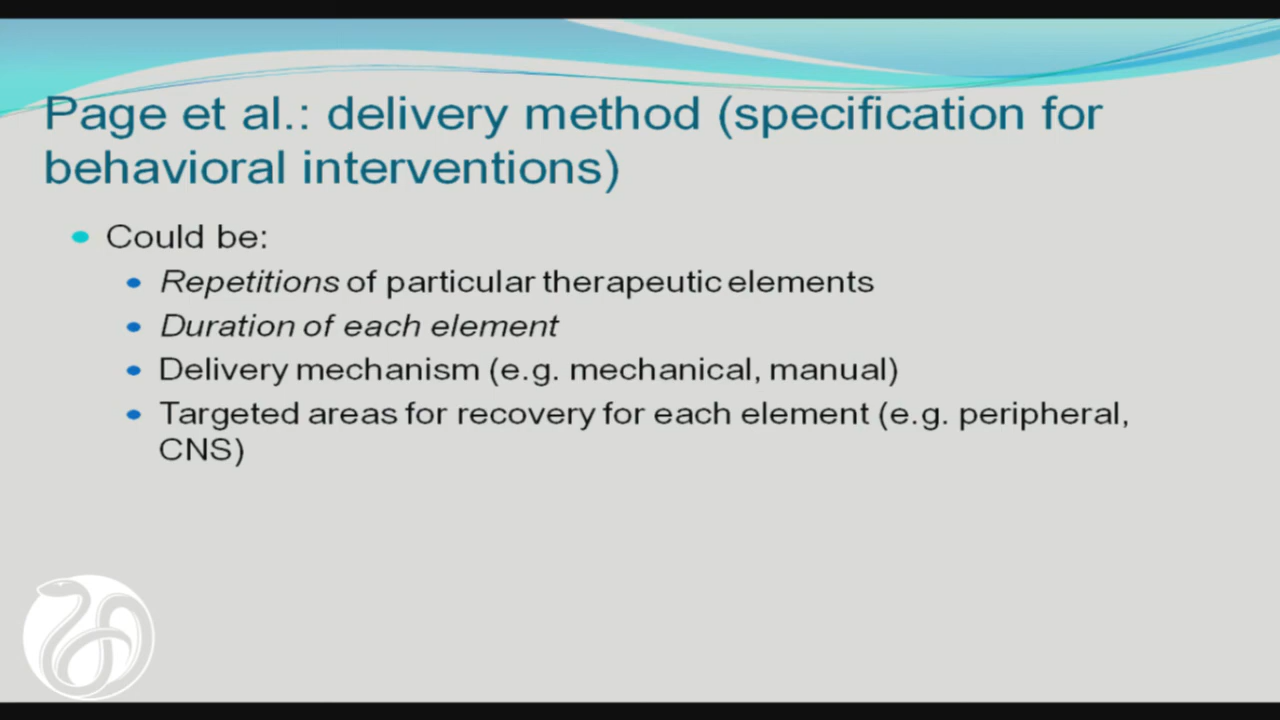 Page et al.: delivery method (specification for
behavioral interventions)
Could be:
Repetitions of particular therapeutic elements
Duration of each element
Delivery mechanism (e.g. mechanical, manual)
Targeted areas for recovery for each element (e.g. peripheral,
CNS)